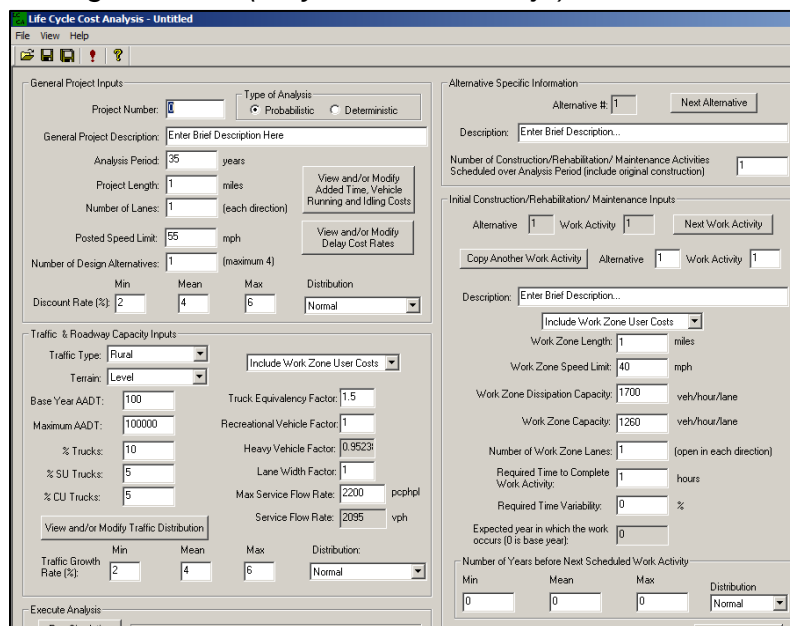 Life Cycle Cost Analysis - Untitled
File View Help
General Project Inputs
Project Number: 0
Type of Analysis
Probabilistic Deterministic
General Project Description: Enter Brief Description Here
Analysis Period: 35 years
Project Length: 1 miles
Number of Lanes: 1 (each direction)
View and/or Modify
Added Time, Vehicle
Running and Idling Costs
Posted Speed Limit: 55 mph
View and/or Modify
Delay Cost Rates
Number of Design Alternatives: 1 (maximum 4)
Min Mean Max Distribution
Discount Rate (%): 2 4 6 Normal
Traffic & Roadway Capacity Inputs
Traffic Type: Rural
Include Work Zone User Costs
Terrain: Level
Base Year AADT: 100
Truck Equivalency Factor: 1.5
Maximum AADT: 100000
Recreational Vehicle Factor: 1
% Trucks: 10
Heavy Vehicle Factor: 0.9523
% SU Trucks: 5
Lane Width Factor: 1
% CU Trucks: 5
Max Service Flow Rate: 2200 pcphpl
View and/or Modify Traffic Distribution
Service Flow Rate: 2095 vph
Min Mean Max Distribution:
Traffic Growth
Rate (%): 2 4 6 Normal
Execute Analysis
Alternative Specific Information
Alternative #: 1 Next Alternative
Description: Enter Brief Description...
Number of Construction/Rehabilitation/ Maintenance Activities
Scheduled over Analysis Period (include original construction) 1
Initial Construction/Rehabilitation/ Maintenance Inputs
Alternative 1 Work Activity 1 Next Work Activity
Copy Another Work Activity Alternative 1 Work Activity 1
Description: Enter Brief Description...
Include Work Zone User Costs
Work Zone Length: 1 miles
Work Zone Speed Limit: 40 mph
Work Zone Dissipation Capacity: 1700 veh/hour/lane
Work Zone Capacity: 1260 veh/hour/lane
Number of Work Zone Lanes: 1 (open in each direction)
Required Time to Complete
Work Activity: 1 hours
Required Time Variability: 0 %
Expected year in which the work
occurs (0 is base year): 0
Number of Years before Next Scheduled Work Activity
Min Mean Max Distribution
0 0 0 Normal